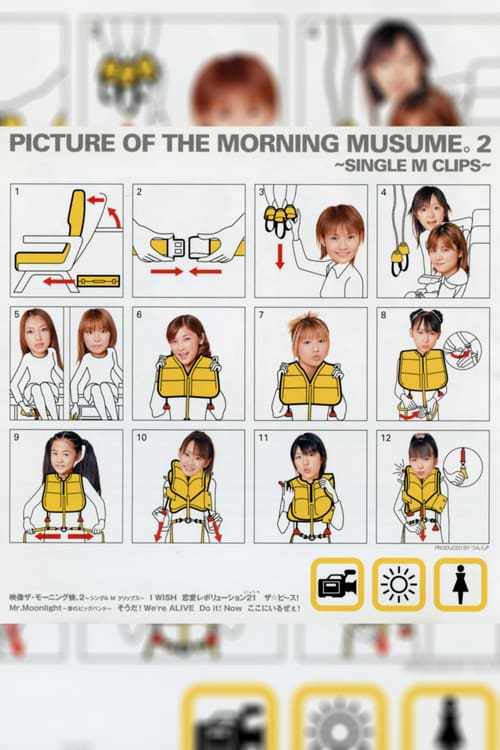 PICTURE OF THE MORNING MUSUME。2
~SINGLE M CLIPS~
1
2
3
4
5
6
7
8
9
10
11
12
PRODUCED BY つんく♂
映像ザ・モーニング娘。2~シングル M クリップス~ I WISH 恋愛レボリューション21 ザ☆ピ~ス!
Mr.Moonlight~愛のビッグバンド~ そうだ! We're ALIVE Do it! Now ここにいるぜぇ!